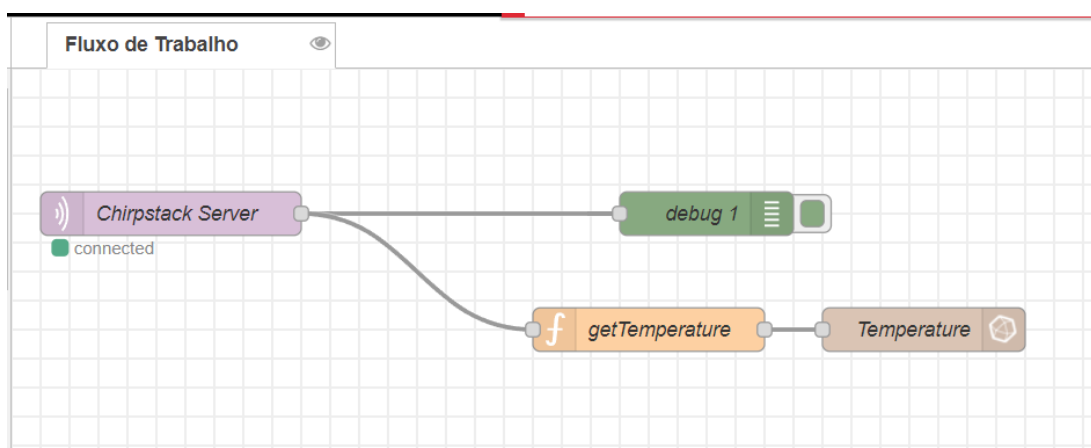 Fluxo de Trabalho
Chirpstack Server
debug 1
connected
getTemperature
Temperature